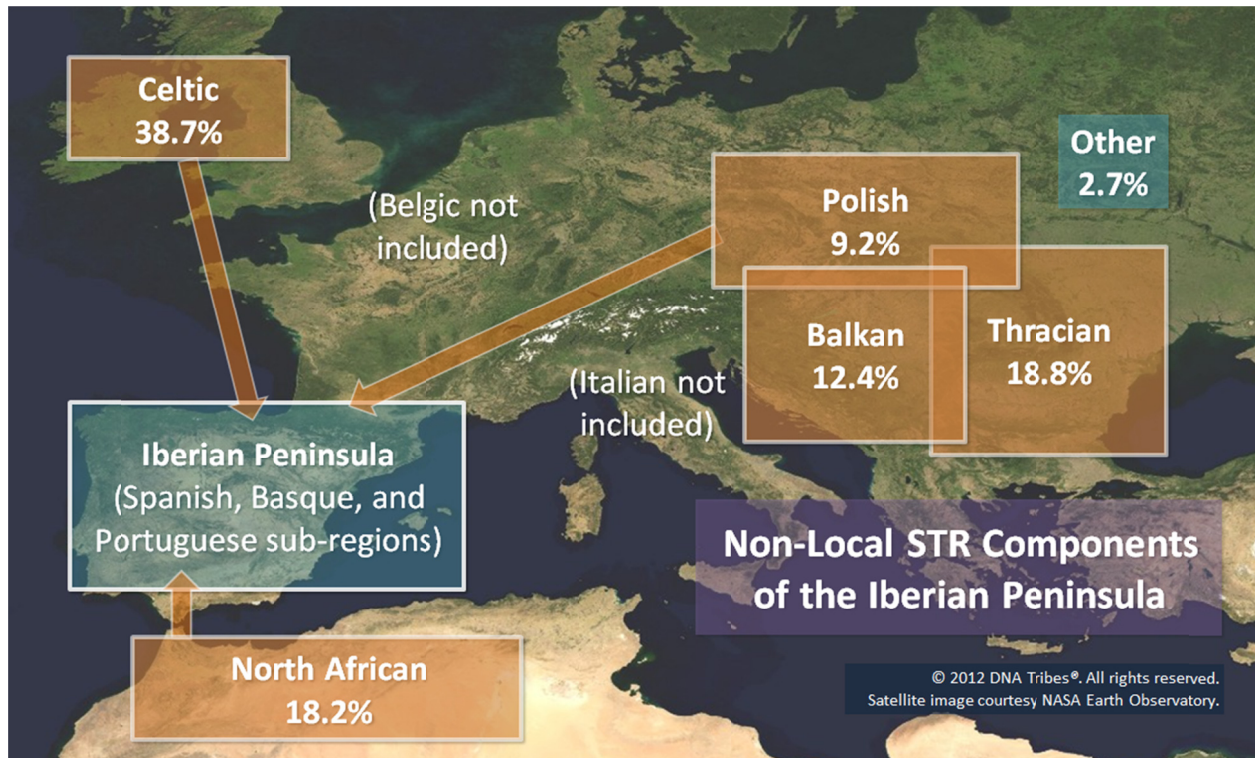 Celtic
38.7%
(Belgic not
included)
Other
2.7%
Polish
9.2%
Balkan
12.4%
Thracian
18.8%
(Italian not
included)
Iberian Peninsula
(Spanish, Basque, and
Portuguese sub-regions)
Non-Local STR Components
of the Iberian Peninsula
North African
18.2%
© 2012 DNA Tribes®. All rights reserved.
Satellite image courtesy NASA Earth Observatory.